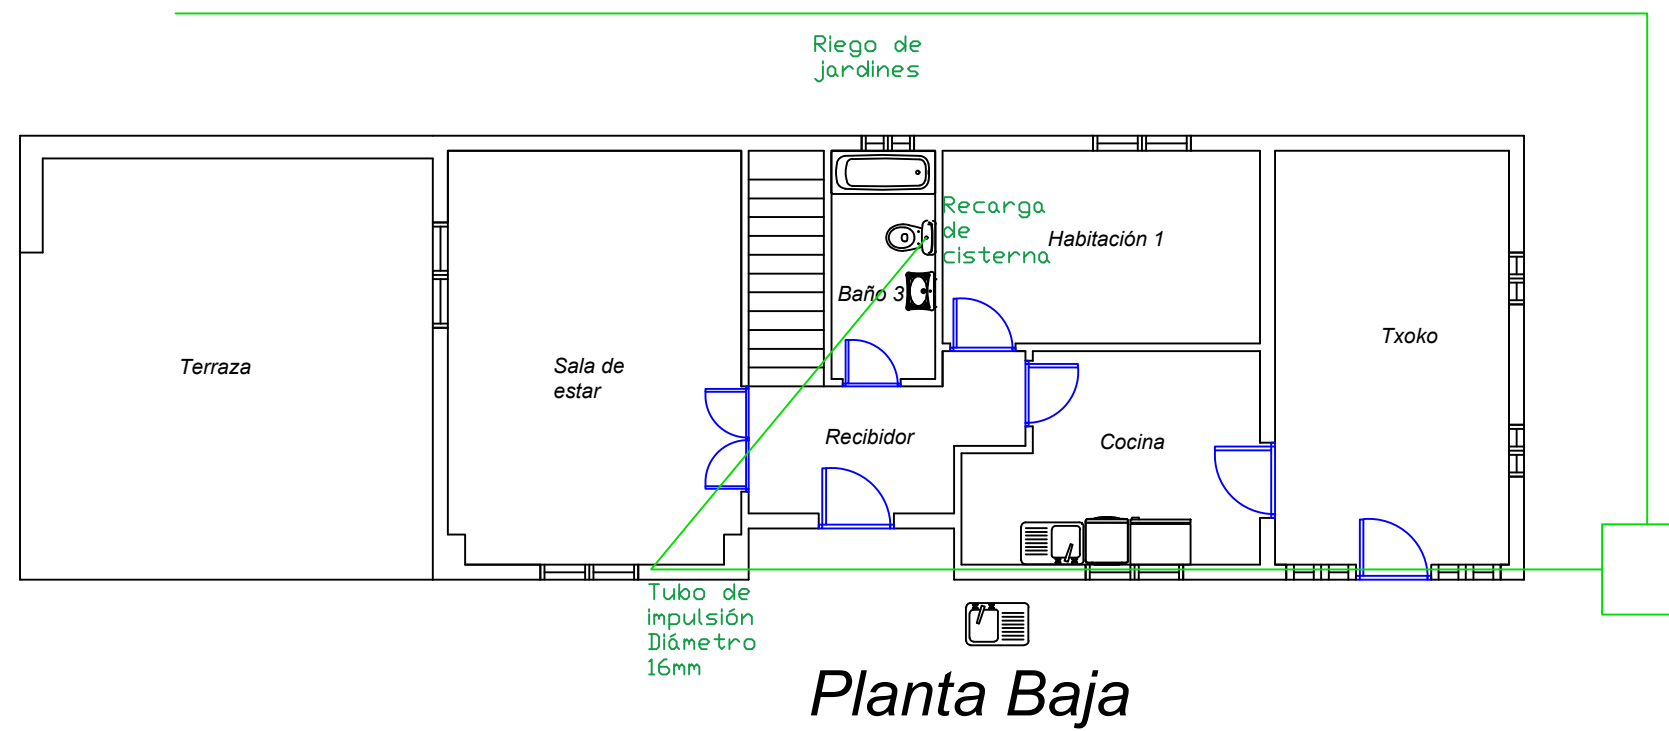 Riego de
jardines
Recarga
de
cisterna
Habitación 1
Baño 3
Txoko
Terraza
Sala de
estar
Recibidor
Cocina
Tubo de
impulsión
Diámetro
16mm
Planta Baja